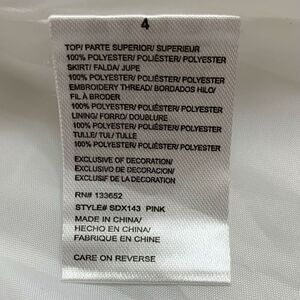 4
TOP/ PARTE SUPERIOR/ SUPERIEUR
100% POLYESTER/ POLIÉSTER/ POLYESTER
SKIRT/ FALDA/ JUPE
100% POLYESTER/ POLIÉSTER/ POLYESTER
EMBROIDERY THREAD/ BORDADOS HILO/
FIL À BRODER
100% POLYESTER/ POLIÉSTER/ POLYESTER
LINING/ FORRO/ DOUBLURE
100% POLYESTER/ POLIÉSTER/ POLYESTER
TULLE/ TUL/ TULLE
100% POLYESTER/ POLIÉSTER/ POLYESTER
EXCLUSIVE OF DECORATION/
EXCLUSIVO DE DECORACION/
EXCLUSIF DE LA DECORATION
RN# 133652
STYLE# SDX143 PINK
MADE IN CHINA/
HECHO EN CHINA/
FABRIQUE EN CHINE
CARE ON REVERSE